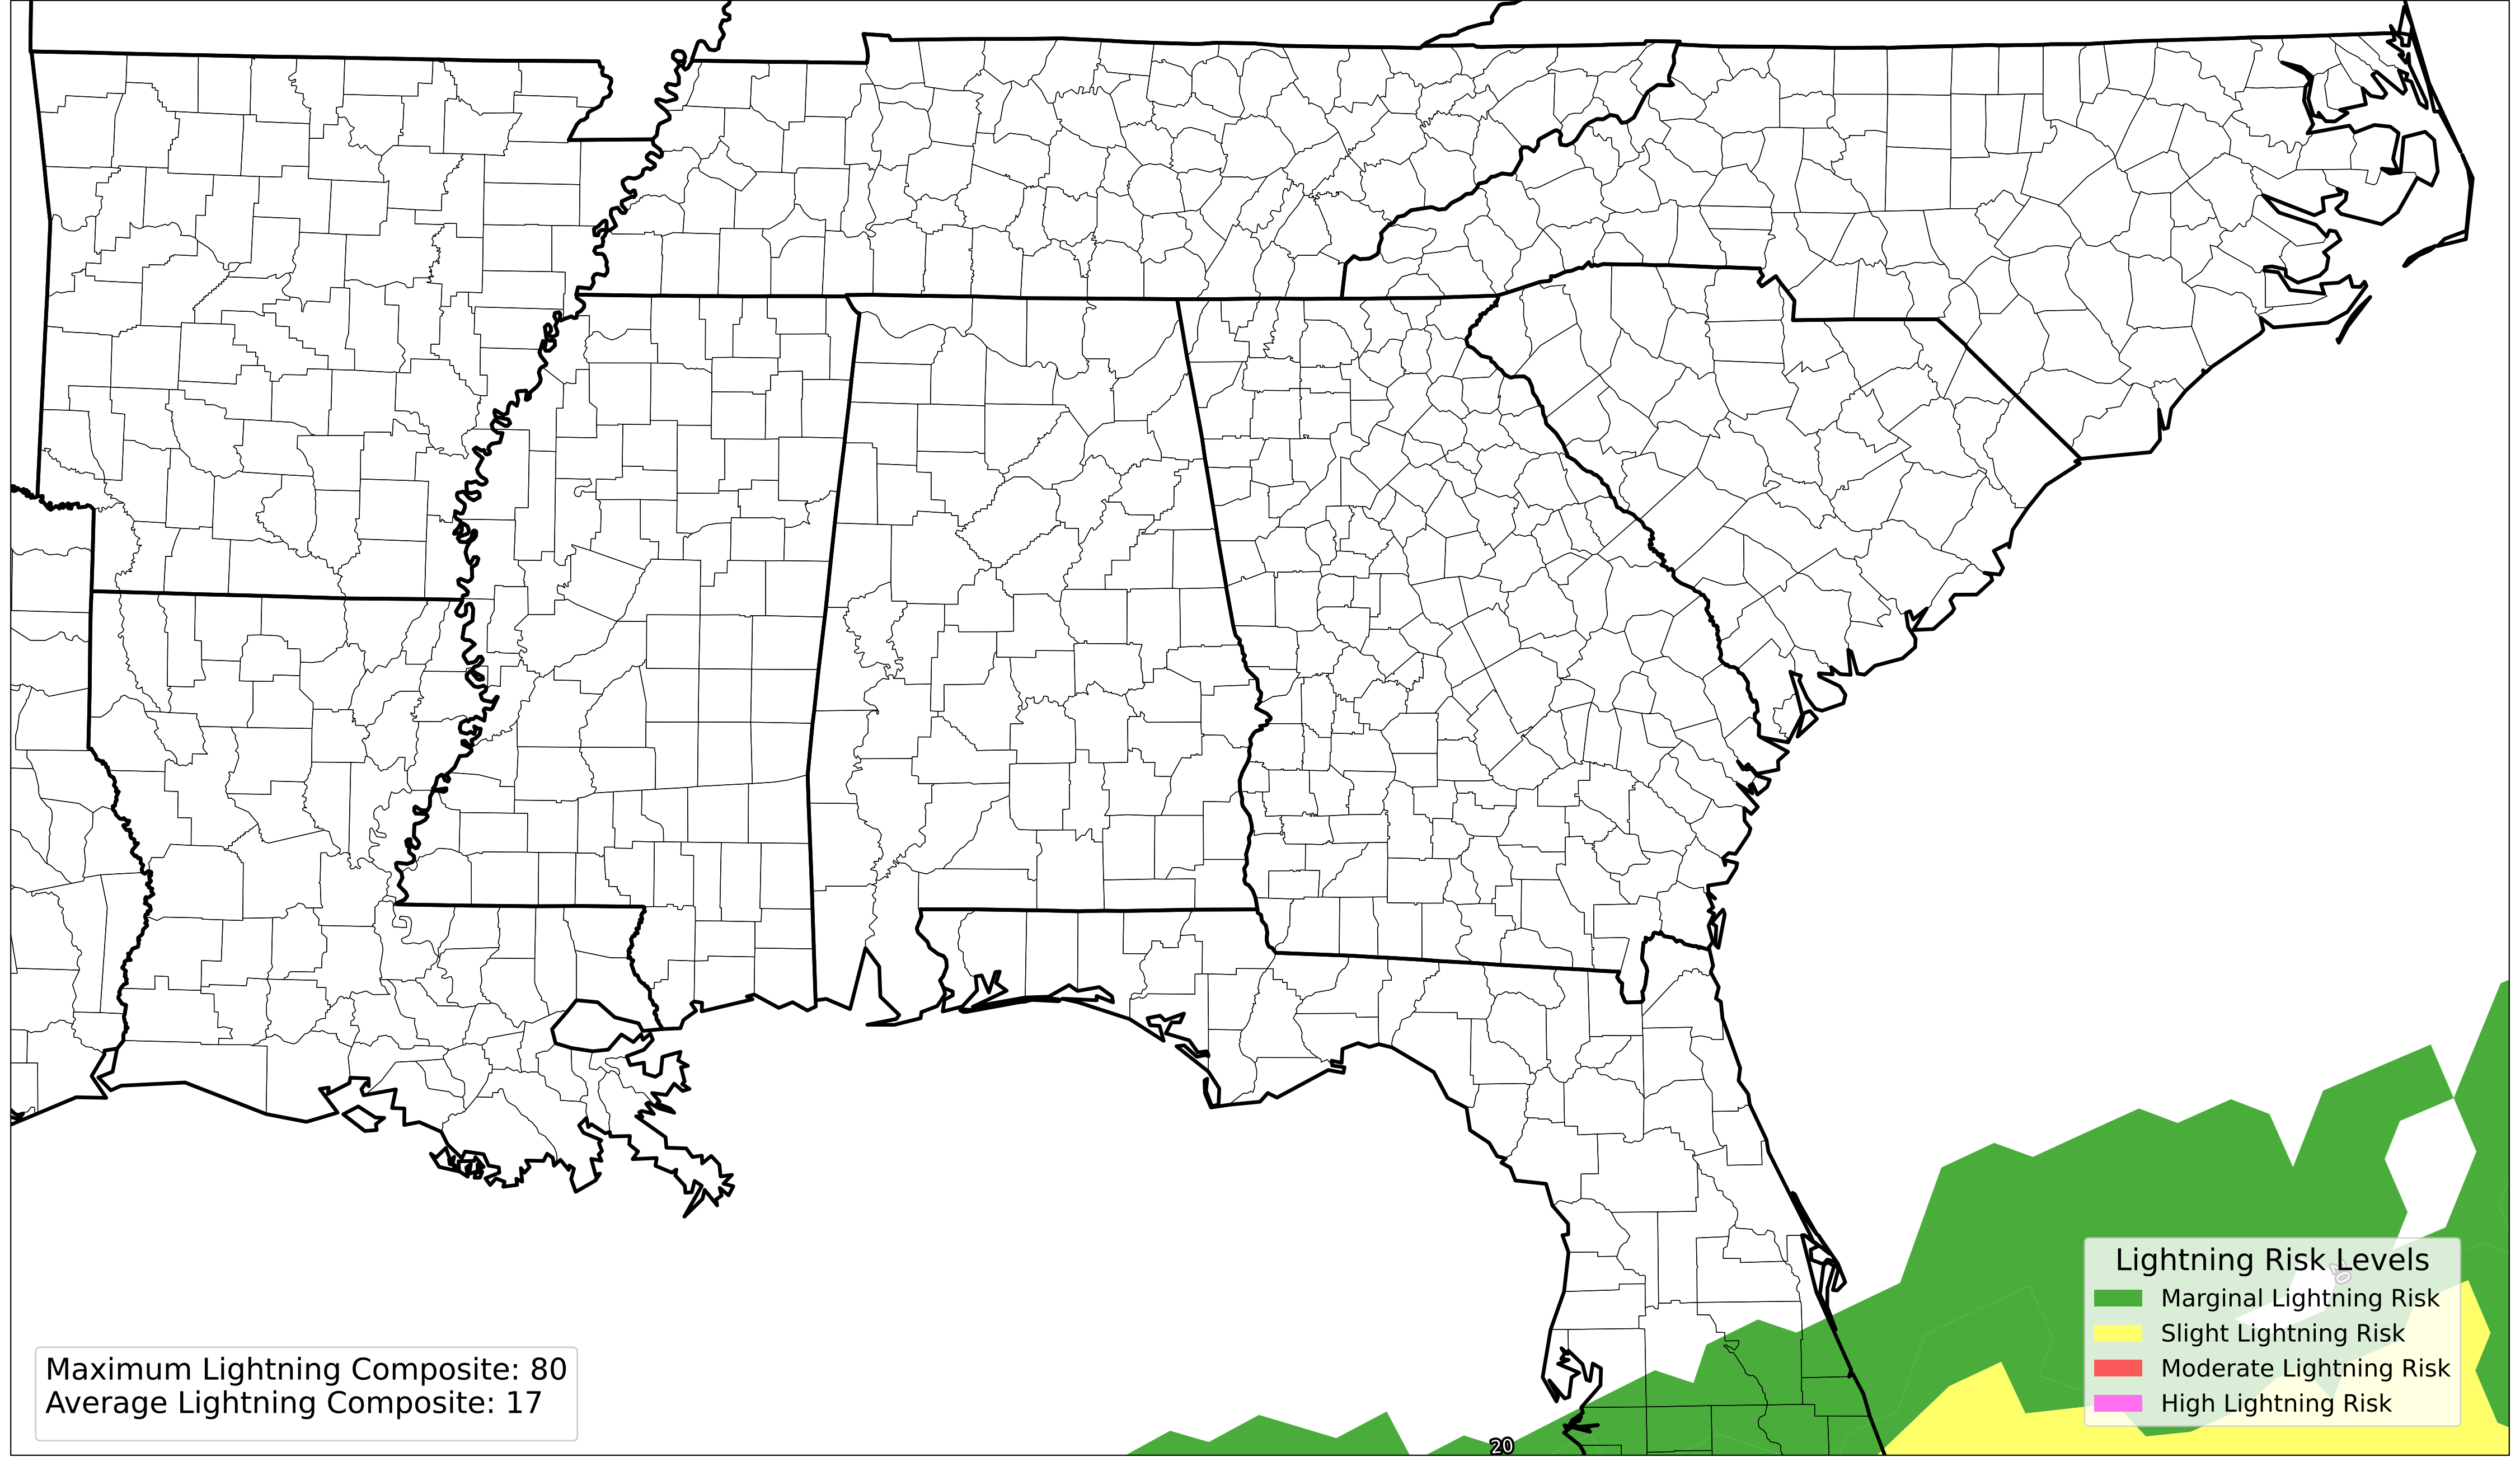 Lightning Risk Levels
Marginal Lightning Risk
Slight Lightning Risk
Moderate Lightning Risk
High Lightning Risk
Maximum Lightning Composite: 80
Average Lightning Composite: 17
20